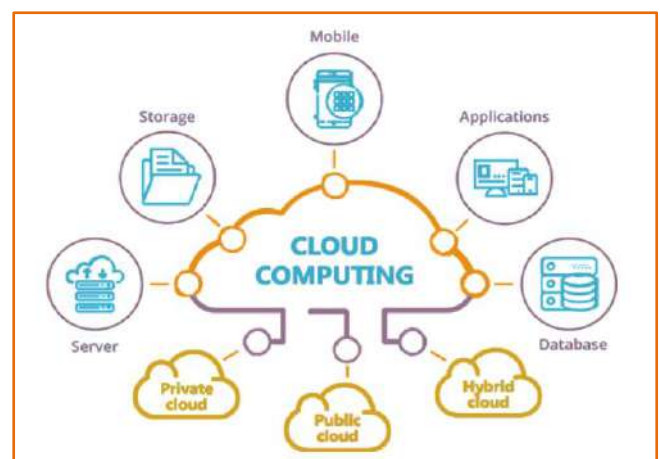 Mobile
Storage
Applications
CLOUD
COMPUTING
Server
Database
Private
cloud
Public
cloud
Hybrid
cloud